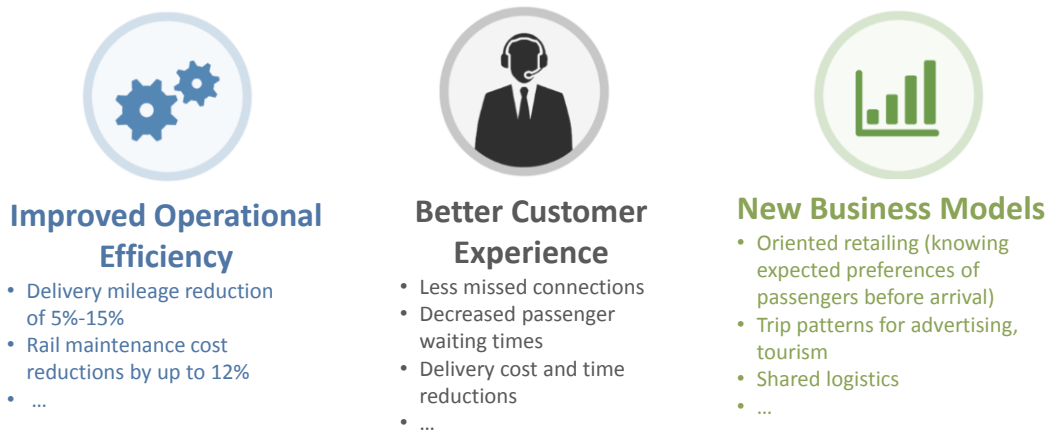 Improved Operational
Efficiency
• Delivery mileage reduction
of 5%-15%
• Rail maintenance cost
reductions by up to 12%
• ...
Better Customer
Experience
• Less missed connections
• Decreased passenger
waiting times
• Delivery cost and time
reductions
• ...
New Business Models
• Oriented retailing (knowing
expected preferences of
passengers before arrival)
• Trip patterns for advertising,
tourism
• Shared logistics
• ...